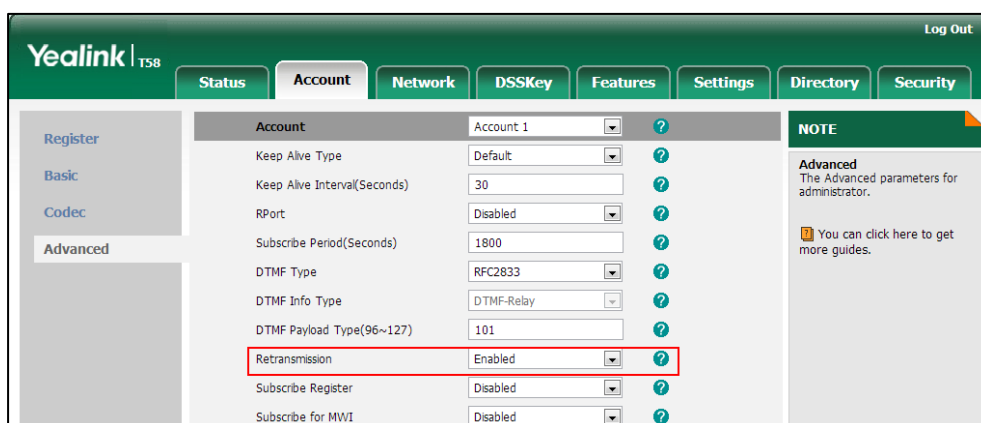 Log Out
Yealink | T58
Status Account Network DSSKey Features Settings Directory Security
Register
Basic
Codec
Advanced
Account Account 1 ?
Keep Alive Type Default ?
Keep Alive Interval(Seconds) 30 ?
RPort Disabled ?
Subscribe Period(Seconds) 1800 ?
DTMF Type RFC2833 ?
DTMF Info Type DTMF-Relay ?
DTMF Payload Type(96~127) 101 ?
Retransmission Enabled ?
Subscribe Register Disabled ?
Subscribe for MWI Disabled ?
NOTE
Advanced
The Advanced parameters for
administrator.
? You can click here to get
more guides.